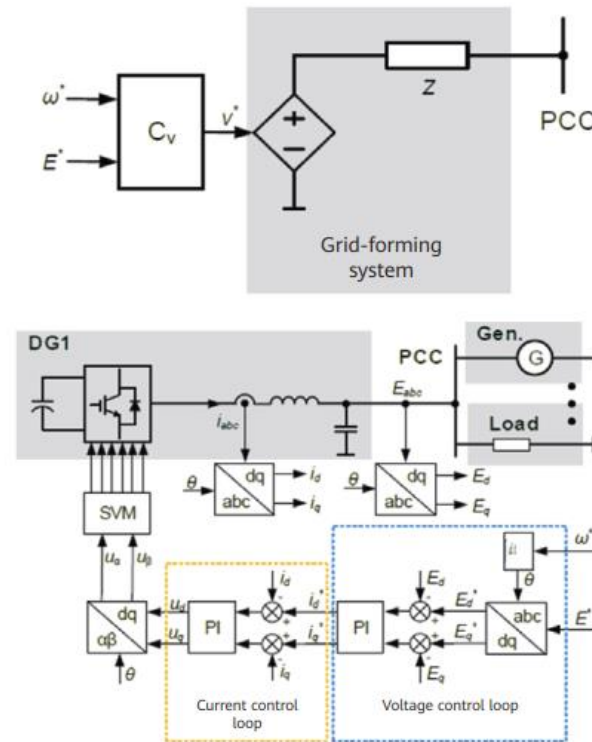 ω*
E*
Cv
v*
+
−
Z
PCC
Grid-forming
system
DG1
PCC
Gen.
G
Load
iabc
Eabc
θ
dq
abc
id
iq
θ
dq
abc
Ed
Eq
SVM
uα
uβ
dq
αβ
θ
ud
uq
PI
id
-
+
id*
iq*
+
-
iq
PI
Ed
-
+
Ed*
Eq*
+
-
Eq
θ
abc
dq
ω*
E*
Current control
loop
Voltage control loop